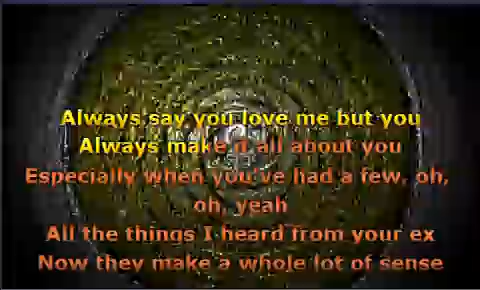 Always say you love me but you
Always make it all about you
Especially when you've had a few, oh,
oh, yeah
All the things I heard from your ex
Now they make a whole lot of sense